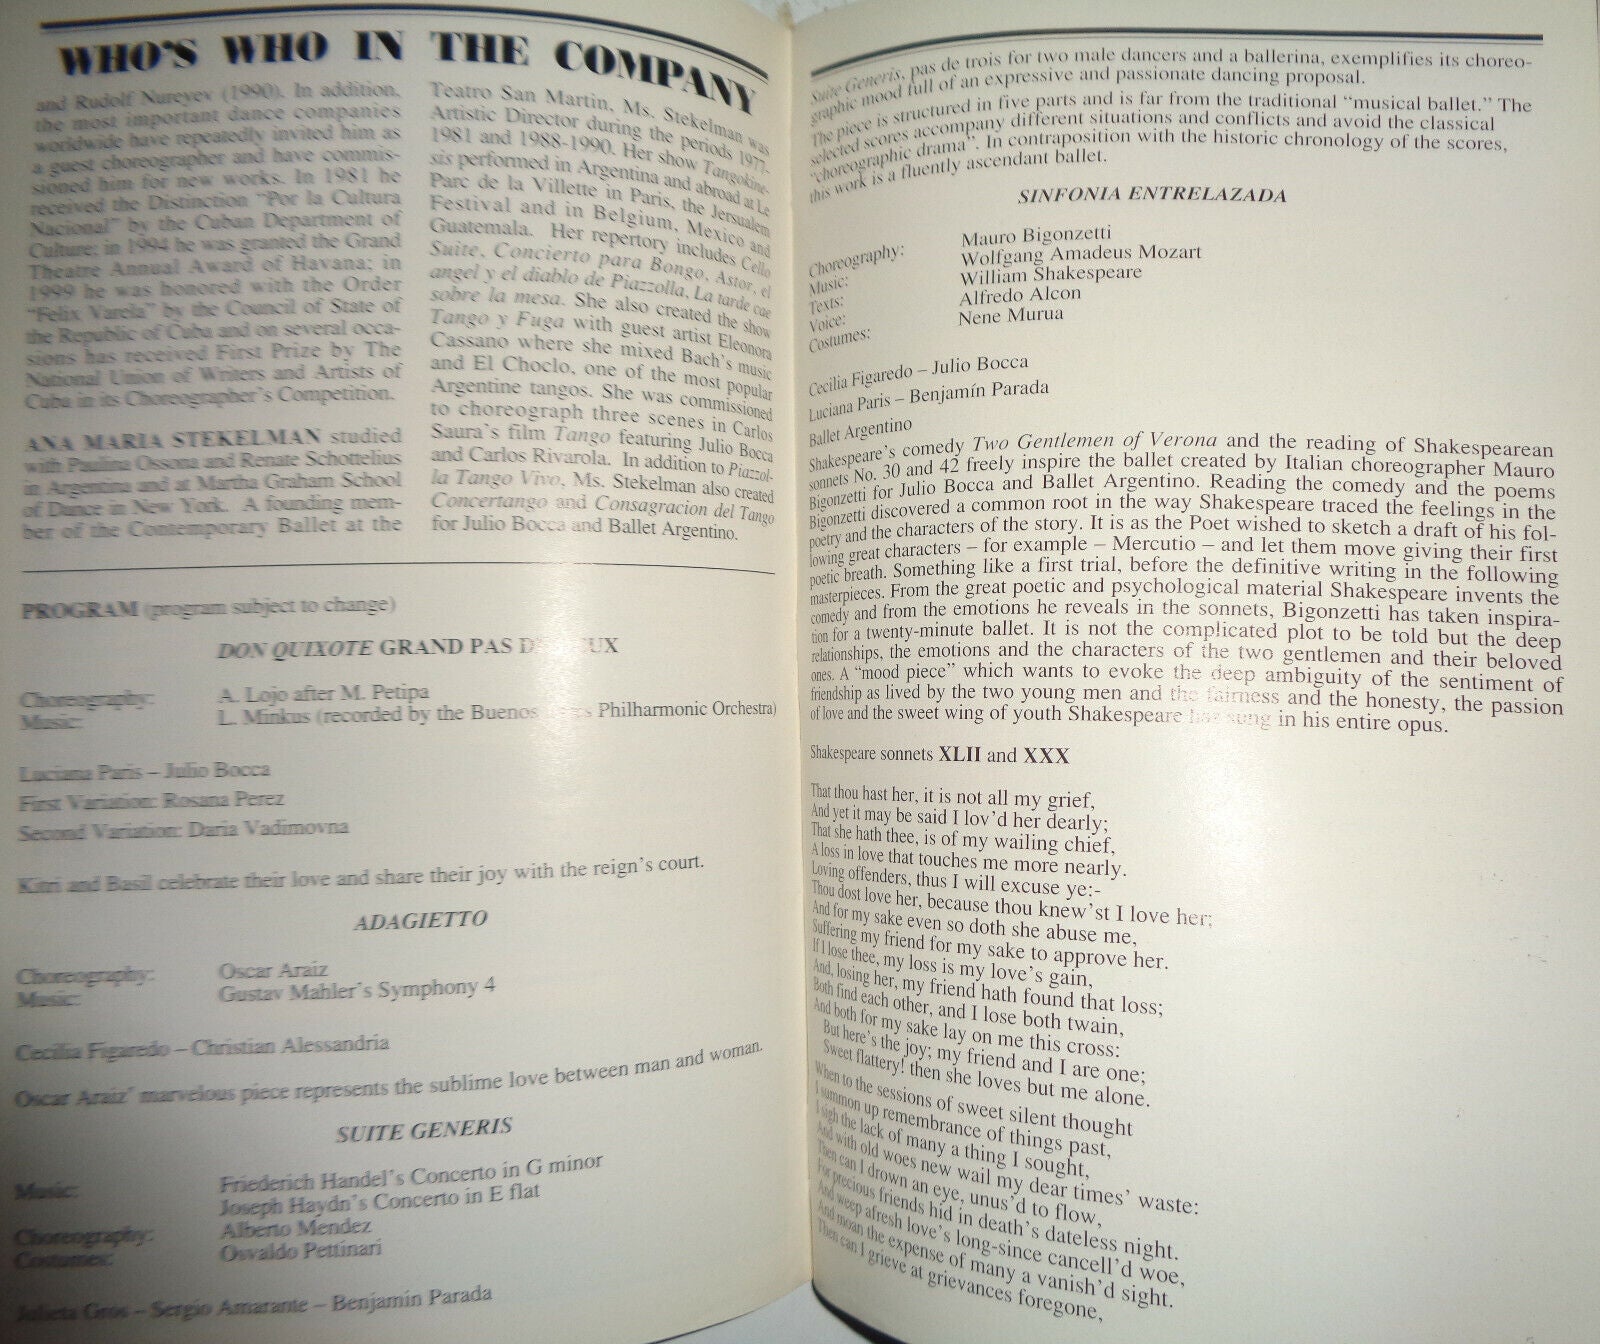 WHO'S WHO IN THE COMPANY
and Rudolf Nureyev (1990). In addition,
the most important dance companies
worldwide have repeatedly invited him as
a guest choreographer and have commis-
sioned him for new works. In 1981 he
received the Distinction "Por la Cultura
Nacional" by the Cuban Department of
Culture; in 1994 he was granted the Grand
Theatre Annual Award of Havana; in
1999 he was honored with the Order
"Felix Varela" by the Council of State of
the Republic of Cuba and on several occa-
sions has received First Prize by The
National Union of Writers and Artists of
Cuba in its Choreographer's Competition.
ANA MARIA STEKELMAN studied
with Paulina Ossona and Renate Schottelius
in Argentina and at Martha Graham School
of Dance in New York. A founding mem-
ber of the Contemporary Ballet at the
Teatro San Martin, Ms. Stekelman was
Artistic Director during the periods 1977-
1981 and 1988-1990. Her show Tangokine-
sis performed in Argentina and abroad at Le
Parc de la Villette in Paris, the Jersualem
Festival and in Belgium, Mexico and
Guatemala. Her repertory includes Cello
Suite, Concierto para Bongo, Astor, el
angel y el diablo de Piazzolla, La tarde cae
sobre la mesa. She also created the show
Tango y Fuga with guest artist Eleonora
Cassano where she mixed Bach's music
and El Choclo, one of the most popular
Argentine tangos. She was commissioned
to choreograph three scenes in Carlos
Saura's film Tango featuring Julio Bocca
and Carlos Rivarola. In addition to Piazzol-
la Tango Vivo, Ms. Stekelman also created
Concertango and Consagracion del Tango
for Julio Bocca and Ballet Argentino.
PROGRAM (program subject to change)
DON QUIXOTE GRAND PAS D
Choreography: A. Lojo after M. Petipa
Music: L. Minkus (recorded by the Buenos Philharmonic Orchestra)
Luciana Paris – Julio Bocca
First Variation: Rosana Perez
Second Variation: Daria Vadimovna
Kitri and Basil celebrate their love and share their joy with the reign's court.
ADAGIETTO
Choreography: Oscar Araiz
Music: Gustav Mahler's Symphony 4
Cecilia Figaredo – Christian Alessandria
Oscar Araiz' marvelous piece represents the sublime love between man and woman.
SUITE GENERIS
Music: Friederich Handel's Concerto in G minor
Joseph Haydn's Concerto in E flat
Choreography: Alberto Mendez
Costumes: Osvaldo Pettinari
Julieta Gros – Sergio Amarante – Benjamin Parada
Suite Generis, pas de trois for two male dancers and a ballerina, exemplifies its choreo-
graphic mood full of an expressive and passionate dancing proposal.
The piece is structured in five parts and is far from the traditional "musical ballet." The
selected scores accompany different situations and conflicts and avoid the classical
"choreographic drama". In contraposition with the historic chronology of the scores,
this work is a fluently ascendant ballet.
SINFONIA ENTRELAZADA
Choreography: Mauro Bigonzetti
Music: Wolfgang Amadeus Mozart
Texts: William Shakespeare
Voice: Alfredo Alcon
Costumes: Nene Murua
Cecilia Figaredo – Julio Bocca
Luciana Paris – Benjamín Parada
Ballet Argentino
Shakespeare's comedy Two Gentlemen of Verona and the reading of Shakespearean
sonnets No. 30 and 42 freely inspire the ballet created by Italian choreographer Mauro
Bigonzetti for Julio Bocca and Ballet Argentino. Reading the comedy and the poems
Bigonzetti discovered a common root in the way Shakespeare traced the feelings in the
poetry and the characters of the story. It is as the Poet wished to sketch a draft of his fol-
lowing great characters – for example – Mercutio – and let them move giving their first
poetic breath. Something like a first trial, before the definitive writing in the following
masterpieces. From the great poetic and psychological material Shakespeare invents the
comedy and from the emotions he reveals in the sonnets, Bigonzetti has taken inspira-
tion for a twenty-minute ballet. It is not the complicated plot to be told but the deep
relationships, the emotions and the characters of the two gentlemen and their beloved
ones. A "mood piece" which wants to evoke the deep ambiguity of the sentiment of
friendship as lived by the two young men and the fairness and the honesty, the passion
of love and the sweet wing of youth Shakespeare has sung in his entire opus.
Shakespeare sonnets XLII and XXX
That thou hast her, it is not all my grief,
And yet it may be said I lov'd her dearly;
That she hath thee, is of my wailing chief,
A loss in love that touches me more nearly.
Loving offenders, thus I will excuse ye:-
Thou dost love her, because thou knew'st I love her;
And for my sake even so doth she abuse me,
Suffering my friend for my sake to approve her.
If I lose thee, my loss is my love's gain,
And, losing her, my friend hath found that loss;
Both find each other, and I lose both twain,
And both for my sake lay on me this cross:
But here's the joy; my friend and I are one;
Sweet flattery! then she loves but me alone.
When to the sessions of sweet silent thought
I summon up remembrance of things past,
I sigh the lack of many a thing I sought,
And with old woes new wail my dear times' waste:
Then can I drown an eye, unus'd to flow,
For precious friends hid in death's dateless night.
And weep afresh love's long-since cancell'd woe,
And moan the expense of many a vanish'd sight.
Then can I grieve at grievances foregone,